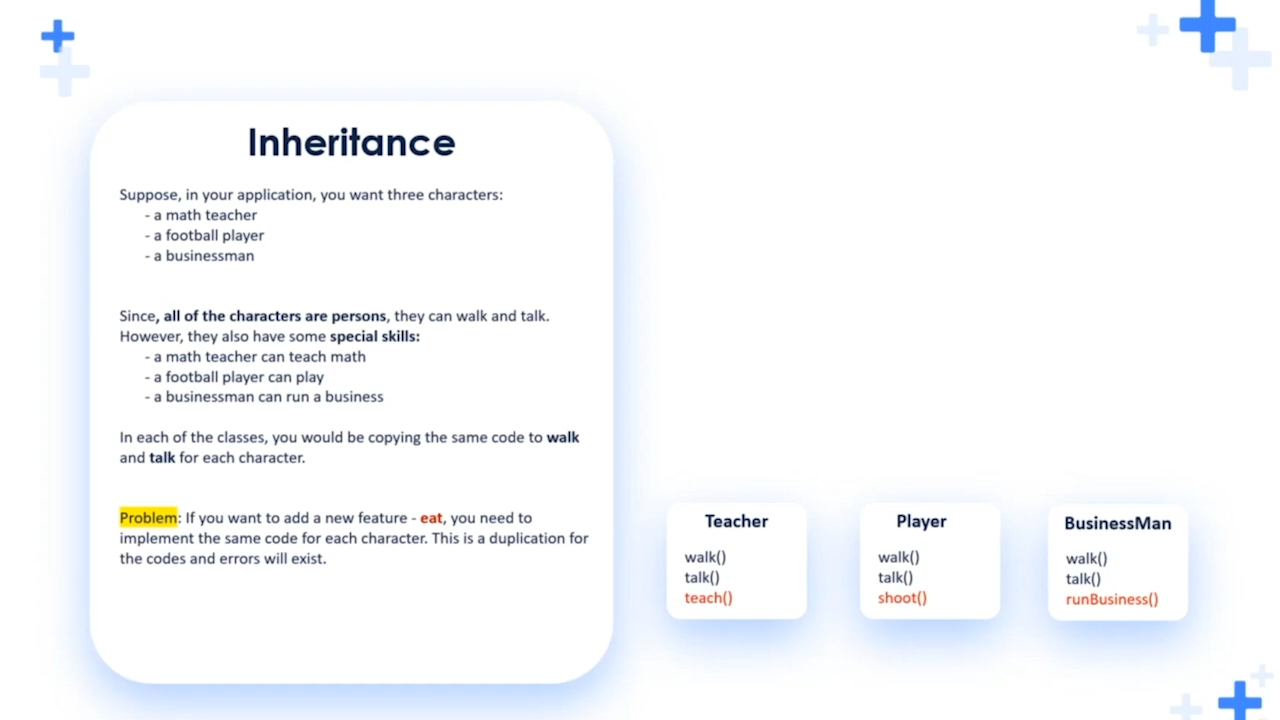 Inheritance
Suppose, in your application, you want three characters:
- a math teacher
- a football player
- a businessman
Since, all of the characters are persons, they can walk and talk.
However, they also have some special skills:
- a math teacher can teach math
- a football player can play
- a businessman can run a business
In each of the classes, you would be copying the same code to walk
and talk for each character.
Problem: If you want to add a new feature - eat, you need to
implement the same code for each character. This is a duplication for
the codes and errors will exist.
Teacher
walk()
talk()
teach()
Player
walk()
talk()
shoot()
BusinessMan
walk()
talk()
runBusiness()